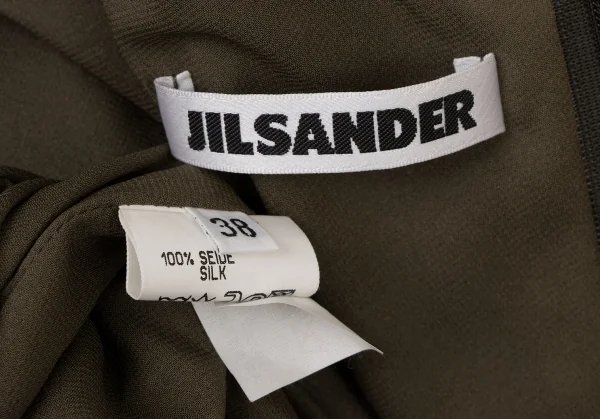 JILSANDER
38
100% SEIDE
SILK